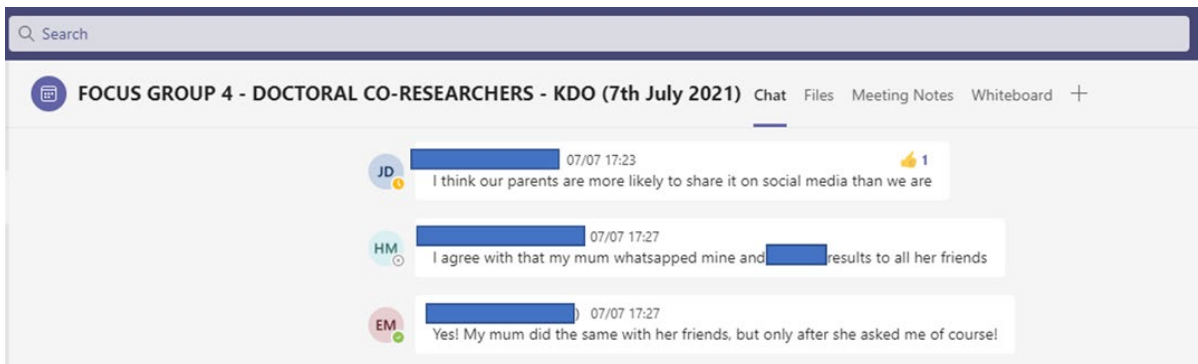 Search
FOCUS GROUP 4 - DOCTORAL CO-RESEARCHERS - KDO (7th July 2021) Chat Files Meeting Notes Whiteboard +
JD 07/07 17:23 👍 1
I think our parents are more likely to share it on social media than we are
HM 07/07 17:27
I agree with that my mum whatsapped mine and results to all her friends
EM ) 07/07 17:27
Yes! My mum did the same with her friends, but only after she asked me of course!